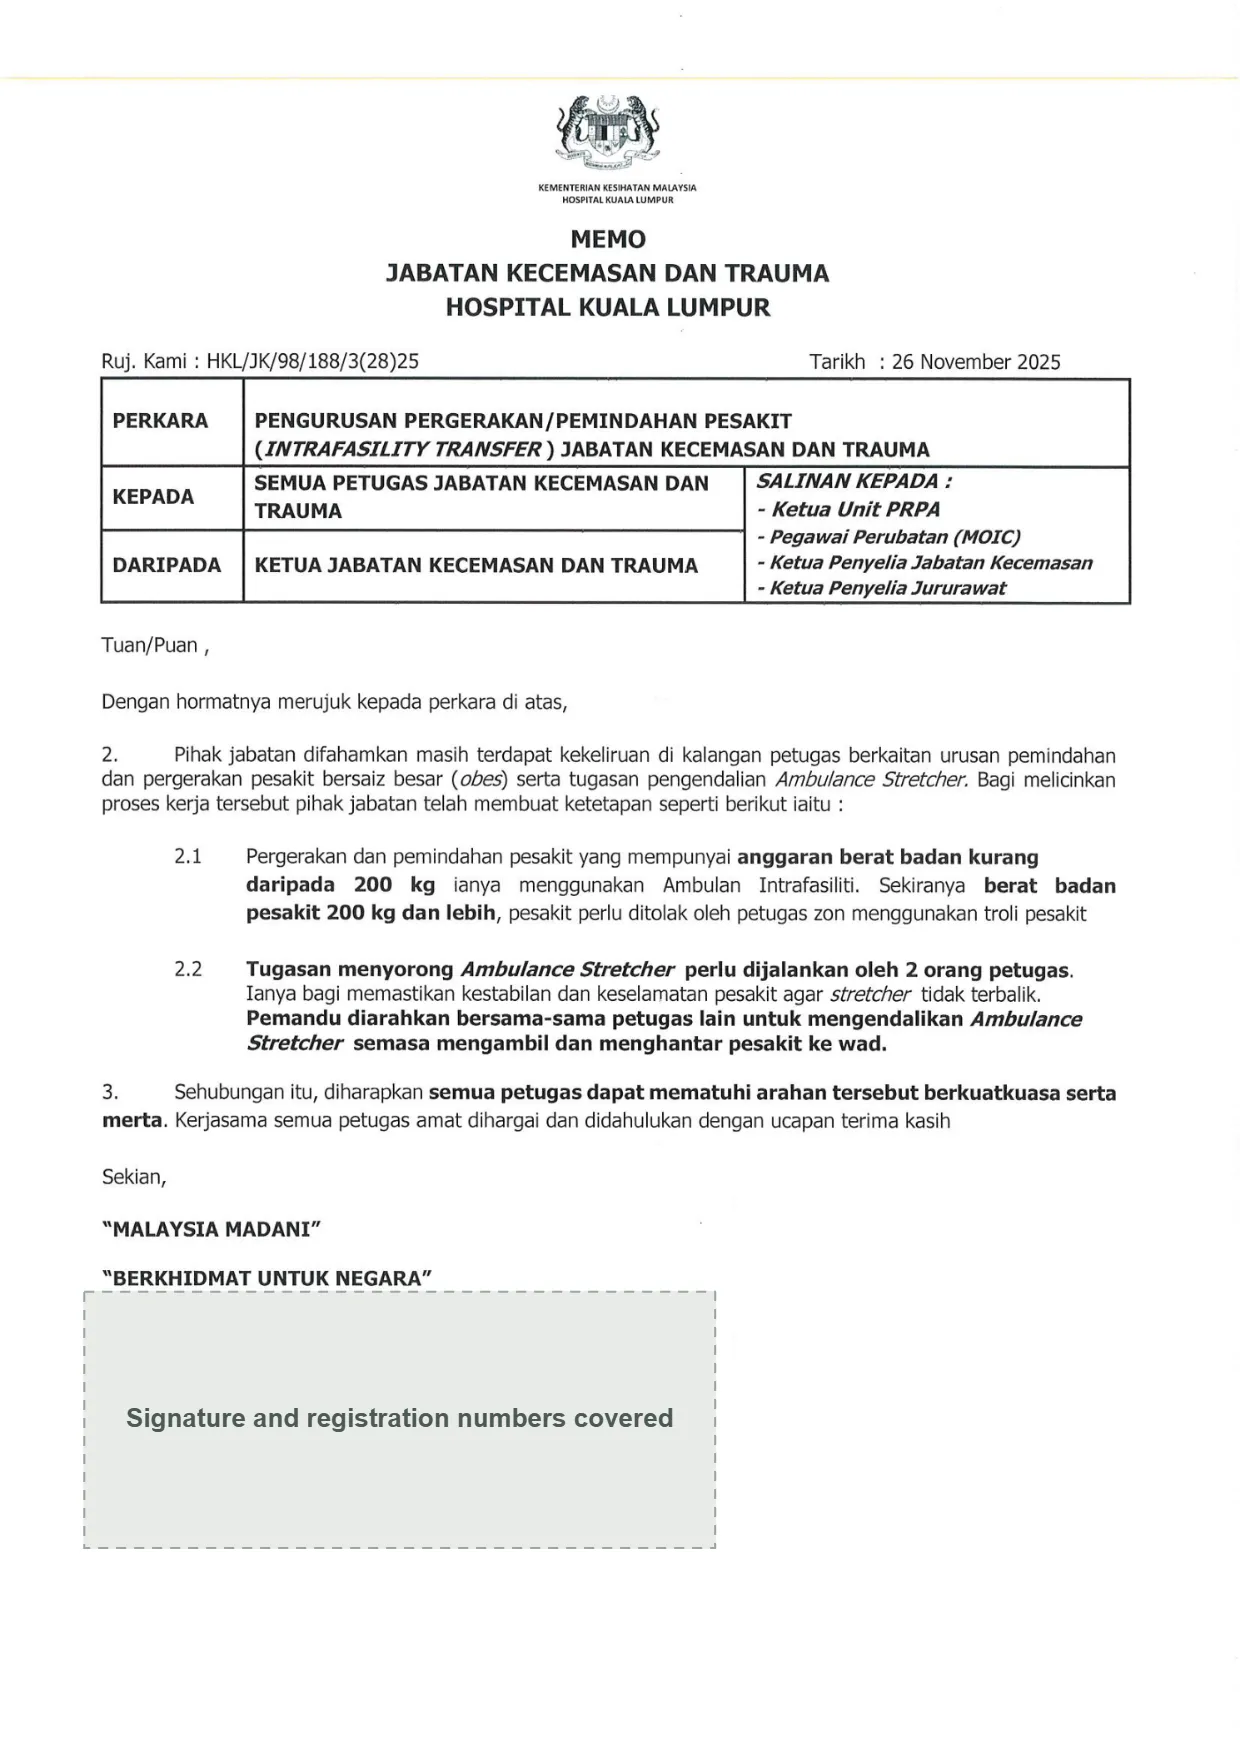 KEMENTERIAN KESIHATAN MALAYSIA
HOSPITAL KUALA LUMPUR
MEMO
JABATAN KECEMASAN DAN TRAUMA
HOSPITAL KUALA LUMPUR
Ruj. Kami : HKL/JK/98/188/3(28)25
Tarikh : 26 November 2025
PERKARA
PENGURUSAN PERGERAKAN/PEMINDAHAN PESAKIT
(INTRAFASILITY TRANSFER ) JABATAN KECEMASAN DAN TRAUMA
KEPADA
SEMUA PETUGAS JABATAN KECEMASAN DAN
TRAUMA
DARIPADA
KETUA JABATAN KECEMASAN DAN TRAUMA
SALINAN KEPADA :
- Ketua Unit PRPA
- Pegawai Perubatan (MOIC)
- Ketua Penyelia Jabatan Kecemasan
- Ketua Penyelia Jururawat
Tuan/Puan ,
Dengan hormatnya merujuk kepada perkara di atas,
2. Pihak jabatan difahamkan masih terdapat kekeliruan di kalangan petugas berkaitan urusan pemindahan
dan pergerakan pesakit bersaiz besar (obes) serta tugasan pengendalian Ambulance Stretcher. Bagi melicinkan
proses kerja tersebut pihak jabatan telah membuat ketetapan seperti berikut iaitu :
2.1 Pergerakan dan pemindahan pesakit yang mempunyai anggaran berat badan kurang
daripada 200 kg ianya menggunakan Ambulan Intrafasiliti. Sekiranya berat badan
pesakit 200 kg dan lebih, pesakit perlu ditolak oleh petugas zon menggunakan troli pesakit
2.2 Tugasan menyorong Ambulance Stretcher perlu dijalankan oleh 2 orang petugas.
Ianya bagi memastikan kestabilan dan keselamatan pesakit agar stretcher tidak terbalik.
Pemandu diarahkan bersama-sama petugas lain untuk mengendalikan Ambulance
Stretcher semasa mengambil dan menghantar pesakit ke wad.
3. Sehubungan itu, diharapkan semua petugas dapat mematuhi arahan tersebut berkuatkuasa serta
merta. Kerjasama semua petugas amat dihargai dan didahulukan dengan ucapan terima kasih
Sekian,
“MALAYSIA MADANI”
“BERKHIDMAT UNTUK NEGARA”
Signature and registration numbers covered